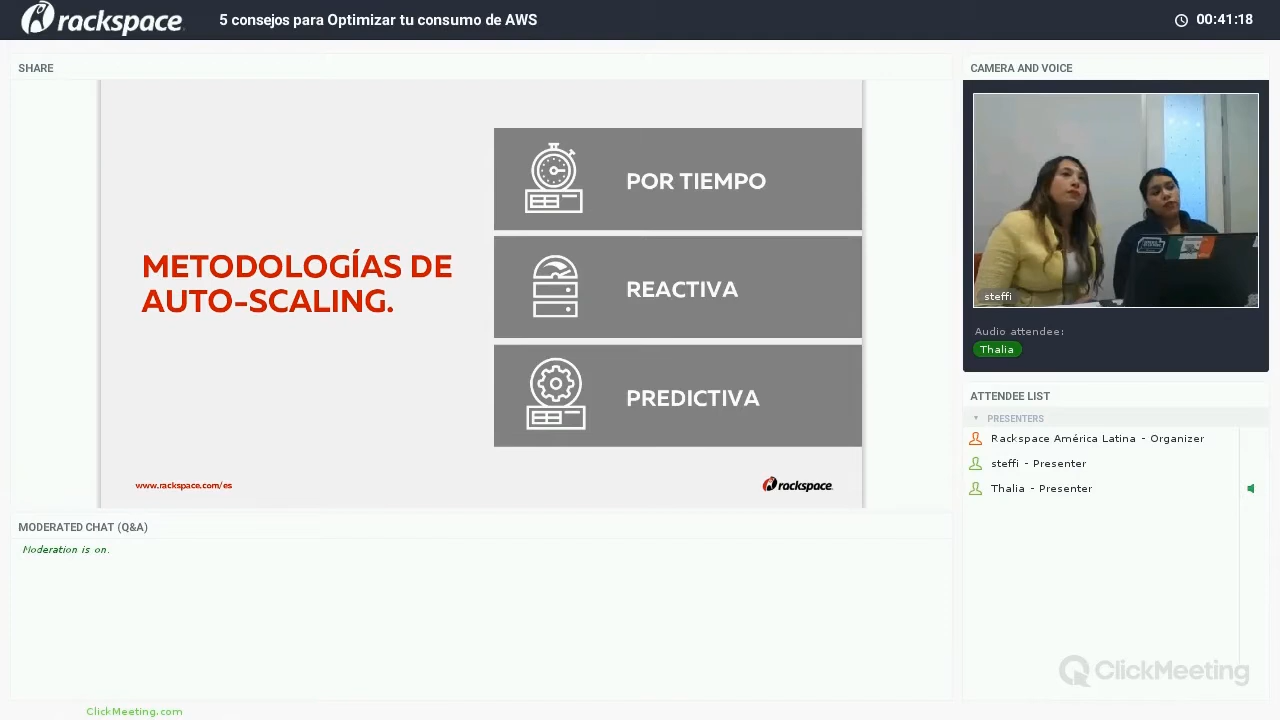 rackspace
5 consejos para Optimizar tu consumo de AWS
00:41:18
SHARE
METODOLOGÍAS DE
AUTO-SCALING.
POR TIEMPO
REACTIVA
PREDICTIVA
www.rackspace.com/es
rackspace
MODERATED CHAT (Q&A)
Moderation is on.
CAMERA AND VOICE
steffi
Audio attendee:
Thalia
ATTENDEE LIST
PRESENTERS
Rackspace América Latina - Organizer
steffi - Presenter
Thalia - Presenter
ClickMeeting
ClickMeeting.com